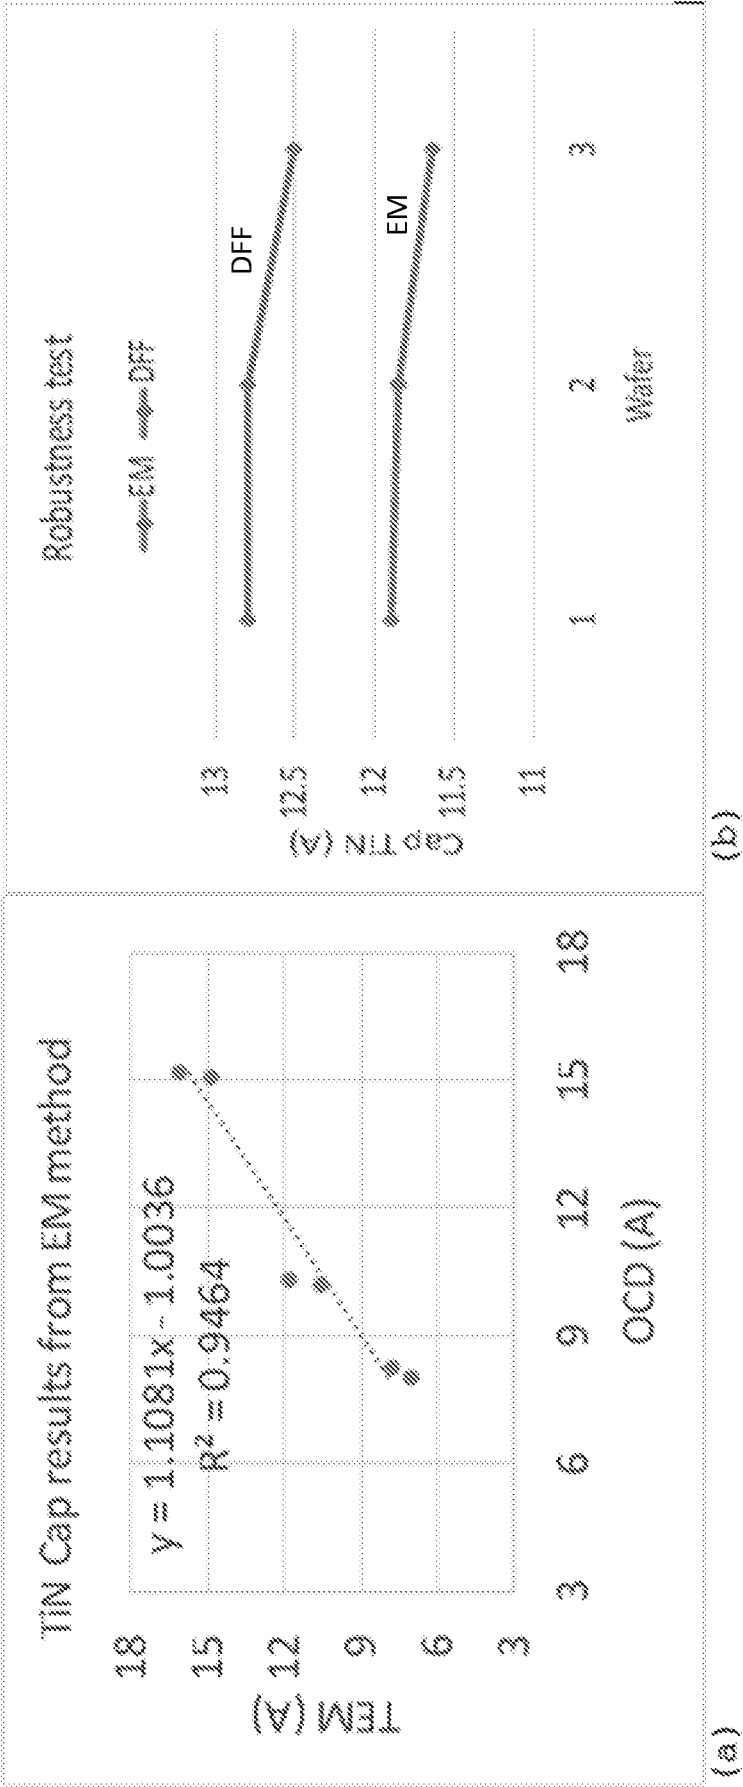 TiN Cap results from EM method
y = 1.1081x - 1.0036
R² = 0.9464
18
15
12
9
6
3
TEM (A)
3 6 9 12 15 18
OCD (A)
(a)
Robustness test
EM DFF
13
12.5
12
11.5
11
Cap TiN (A)
DFF
EM
1 2 3
Wafer
(b)